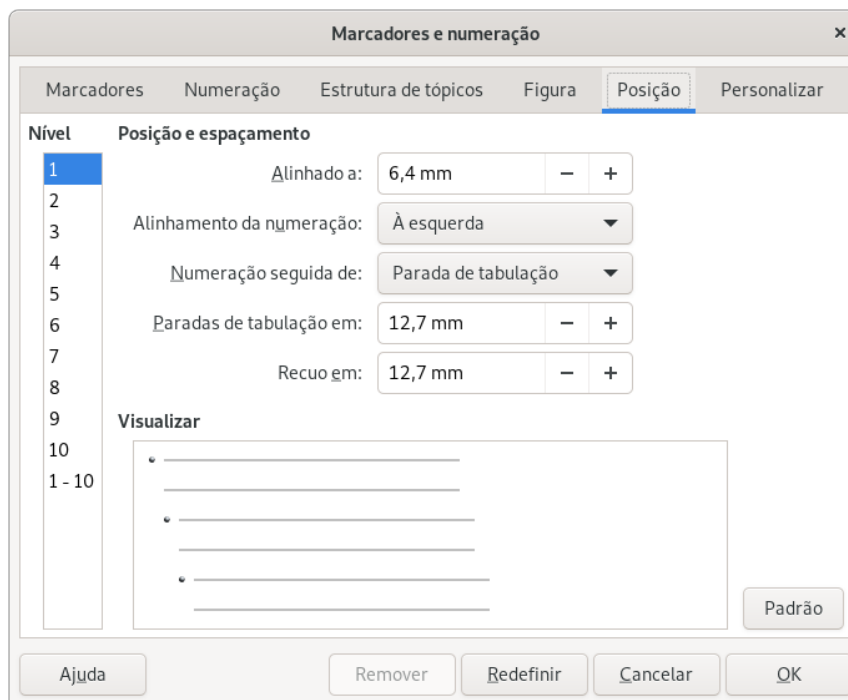 Marcadores e numeração ×
Marcadores Numeração Estrutura de tópicos Figura Posição Personalizar
Nível Posição e espaçamento
1
2
3
4
5
6
7
8
9
10
1 - 10
Alinhado a: 6,4 mm − +
Alinhamento da numeração: À esquerda
Numeração seguida de: Parada de tabulação
Paradas de tabulação em: 12,7 mm − +
Recuo em: 12,7 mm − +
Visualizar
Padrão
Ajuda Remover Redefinir Cancelar OK